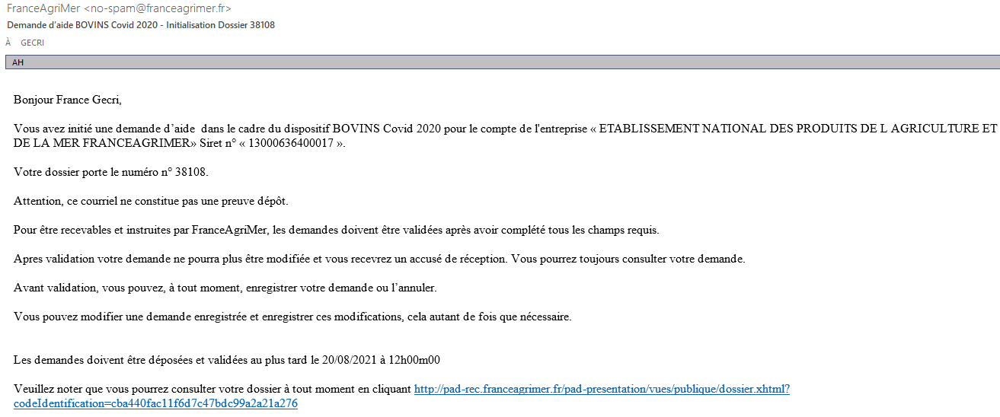 FranceAgriMer <no-spam@franceagrimer.fr>
Demande d'aide BOVINS Covid 2020 - Initialisation Dossier 38108
À GECRI
AH
Bonjour France Gecri,
Vous avez initié une demande d'aide  dans le cadre du dispositif BOVINS Covid 2020 pour le compte de l'entreprise « ETABLISSEMENT NATIONAL DES PRODUITS DE L AGRICULTURE ET
DE LA MER FRANCEAGRIMER» Siret n° « 13000636400017 ».
Votre dossier porte le numéro n° 38108.
Attention, ce courriel ne constitue pas une preuve dépôt.
Pour être recevables et instruites par FranceAgriMer, les demandes doivent être validées après avoir complété tous les champs requis.
Apres validation votre demande ne pourra plus être modifiée et vous recevrez un accusé de réception. Vous pourrez toujours consulter votre demande.
Avant validation, vous pouvez, à tout moment, enregistrer votre demande ou l'annuler.
Vous pouvez modifier une demande enregistrée et enregistrer ces modifications, cela autant de fois que nécessaire.
Les demandes doivent être déposées et validées au plus tard le 20/08/2021 à 12h00m00
Veuillez noter que vous pourrez consulter votre dossier à tout moment en cliquant http://pad-rec.franceagrimer.fr/pad-presentation/vues/publique/dossier.xhtml?
codeIdentification=cba440fac11f6d7c47bdc99a2a21a276